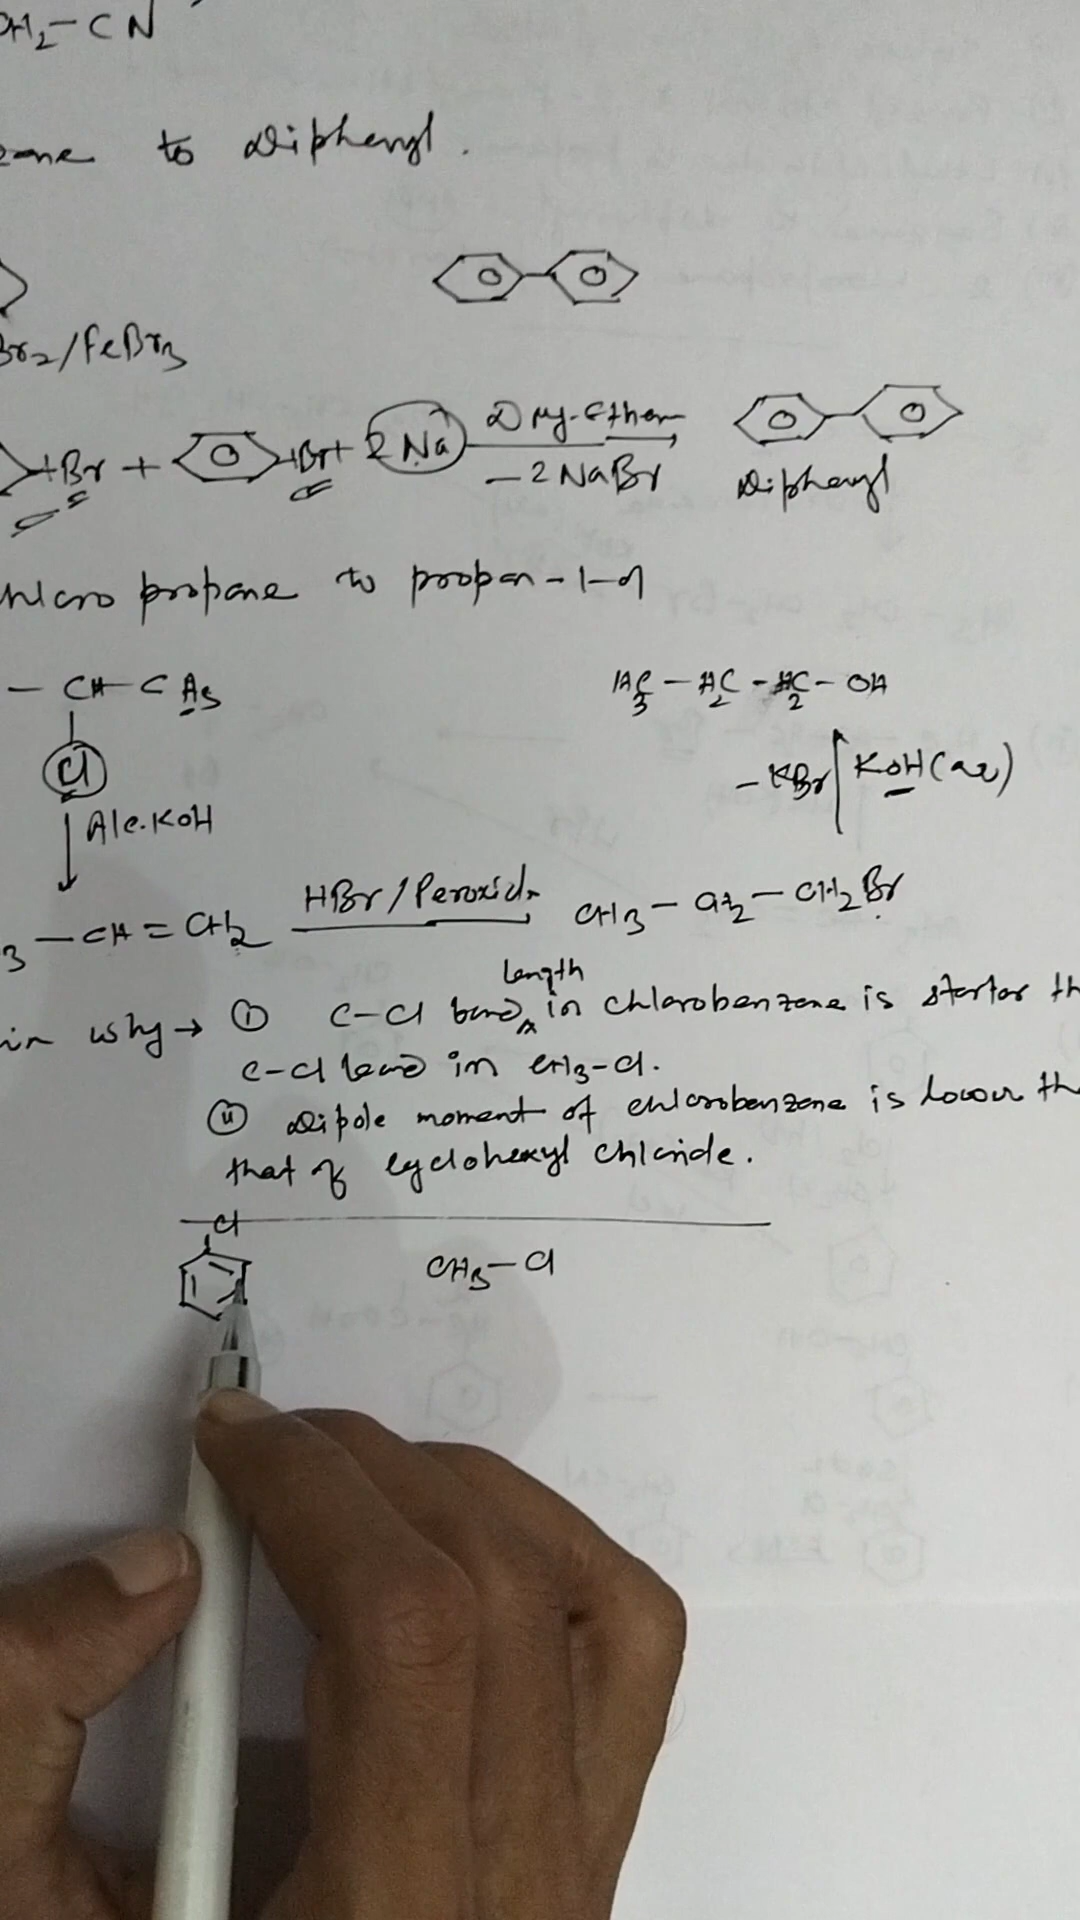 CH2-CN
to Diphenyl.
Br2/FeBr3
+Br + +Br+ 2Na Dry-Ether
-2NaBr Diphenyl
propane to propan-1-ol
- CH-CH3 H3C-H2C-H2C-OH
Cl -KBr KOH(aq)
Alc.KOH
3-CH=CH2 HBr/Peroxide CH3-CH2-CH2Br
length
why → (i) C-Cl bond in chlorobenzene is shorter th
C-Cl bond in CH3-Cl.
(ii) Dipole moment of chlorobenzene is lower th
that of cyclohexyl chloride.
Cl
CH3-Cl